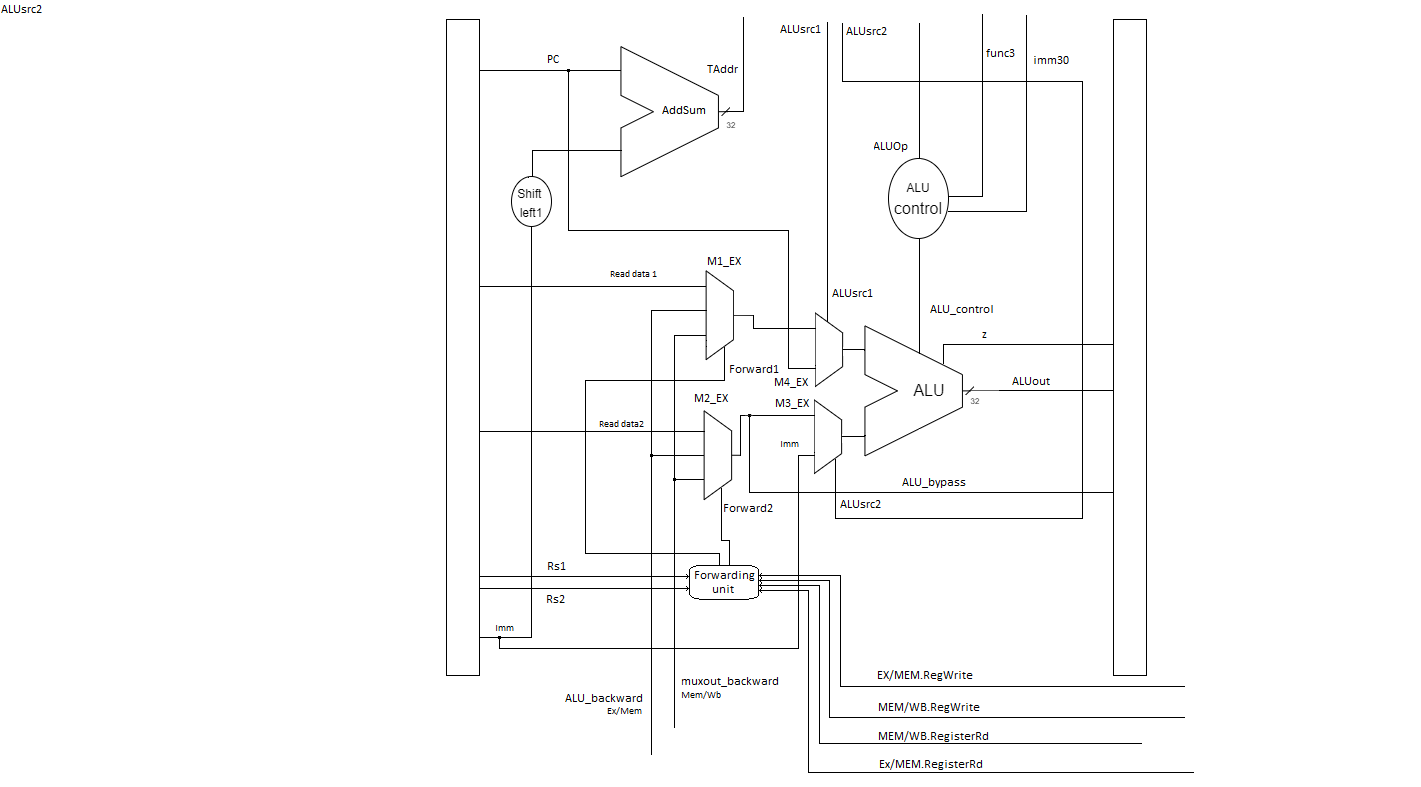 ALUsrc2
ALUsrc1
ALUsrc2
func3
imm30
PC
TAddr
AddSum
32
ALUOp
ALU
control
Shift
left1
M1_EX
Read data 1
ALUsrc1
ALU_control
z
Forward1
M4_EX
ALUout
ALU
32
M2_EX
M3_EX
Read data2
Imm
ALU_bypass
Forward2
ALUsrc2
Rs1
Forwarding
unit
Rs2
Imm
EX/MEM.RegWrite
muxout_backward
Mem/Wb
ALU_backward
Ex/Mem
MEM/WB.RegWrite
MEM/WB.RegisterRd
Ex/MEM.RegisterRd